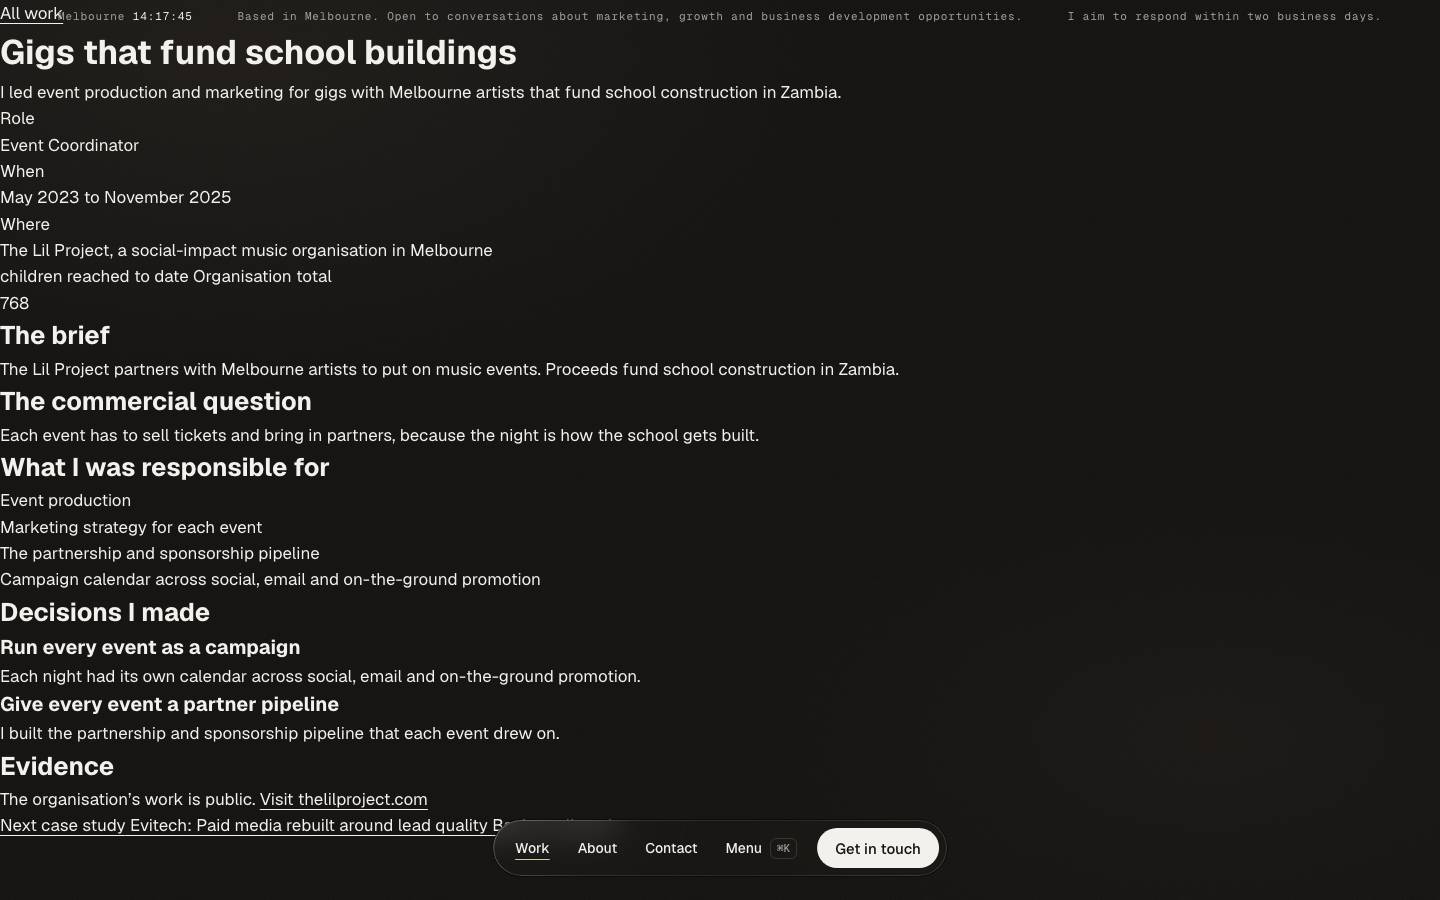 All work
Melbourne 14:17:45 Based in Melbourne. Open to conversations about marketing, growth and business development opportunities. I aim to respond within two business days.
Gigs that fund school buildings
I led event production and marketing for gigs with Melbourne artists that fund school construction in Zambia.
Role
Event Coordinator
When
May 2023 to November 2025
Where
The Lil Project, a social-impact music organisation in Melbourne
children reached to date Organisation total
768
The brief
The Lil Project partners with Melbourne artists to put on music events. Proceeds fund school construction in Zambia.
The commercial question
Each event has to sell tickets and bring in partners, because the night is how the school gets built.
What I was responsible for
Event production
Marketing strategy for each event
The partnership and sponsorship pipeline
Campaign calendar across social, email and on-the-ground promotion
Decisions I made
Run every event as a campaign
Each night had its own calendar across social, email and on-the-ground promotion.
Give every event a partner pipeline
I built the partnership and sponsorship pipeline that each event drew on.
Evidence
The organisation’s work is public. Visit thelilproject.com
Next case study Evitech: Paid media rebuilt around lead quality
Work About Contact Menu ⌘K Get in touch